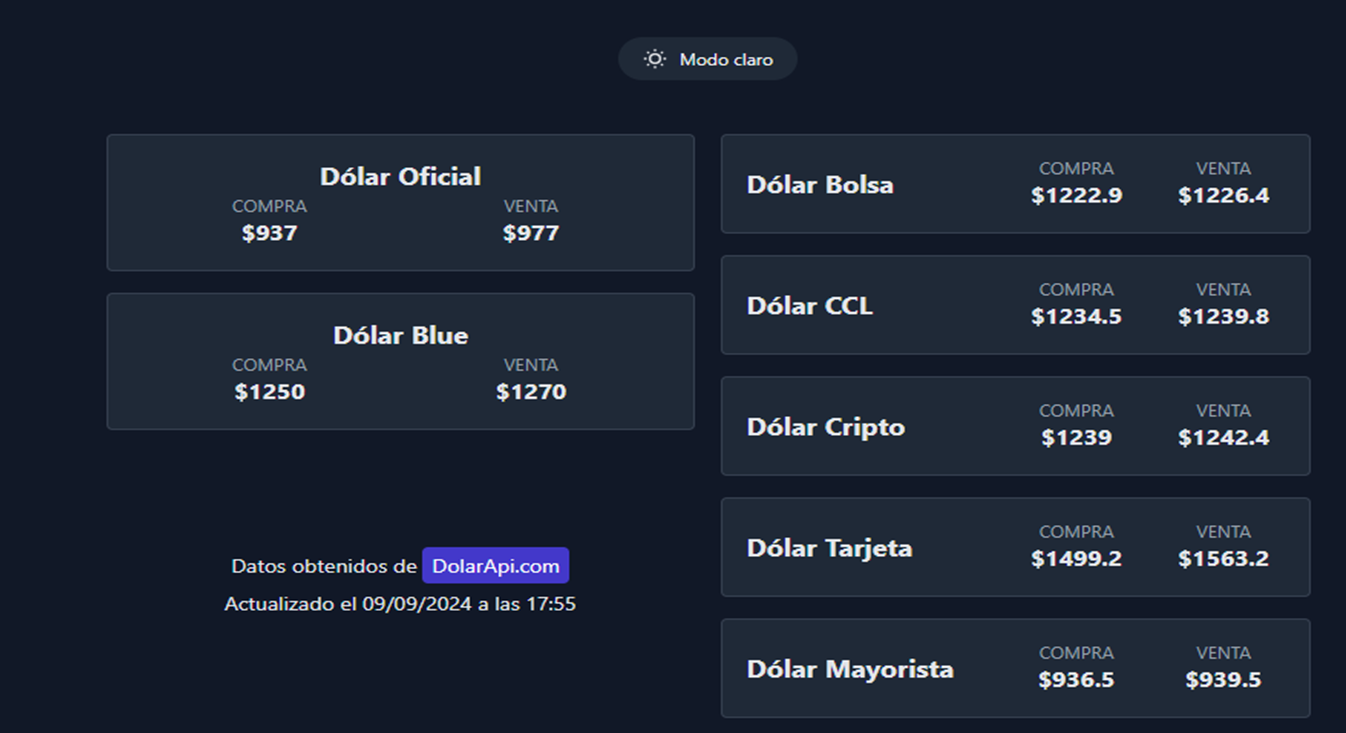 Modo claro
Dólar Oficial
COMPRA VENTA
$937 $977
Dólar Blue
COMPRA VENTA
$1250 $1270
Datos obtenidos de DolarApi.com
Actualizado el 09/09/2024 a las 17:55
Dólar Bolsa
COMPRA VENTA
$1222.9 $1226.4
Dólar CCL
COMPRA VENTA
$1234.5 $1239.8
Dólar Cripto
COMPRA VENTA
$1239 $1242.4
Dólar Tarjeta
COMPRA VENTA
$1499.2 $1563.2
Dólar Mayorista
COMPRA VENTA
$936.5 $939.5